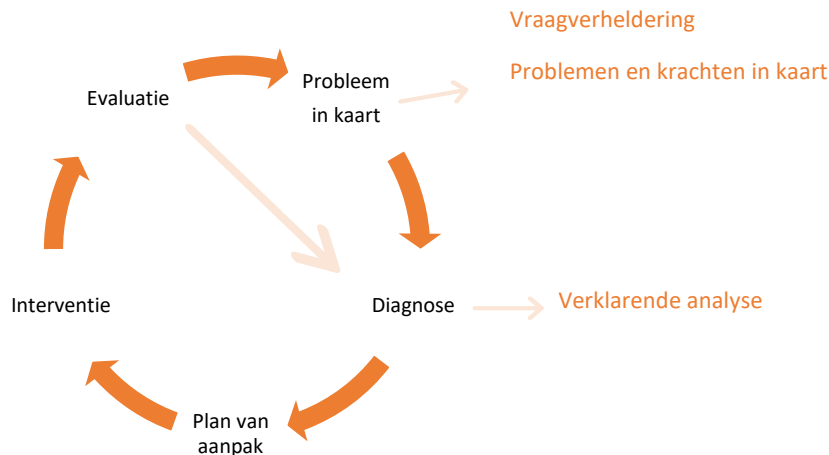 Vraagverheldering
Problemen en krachten in kaart
Evaluatie
Probleem
in kaart
Interventie
Diagnose
Verklarende analyse
Plan van
aanpak